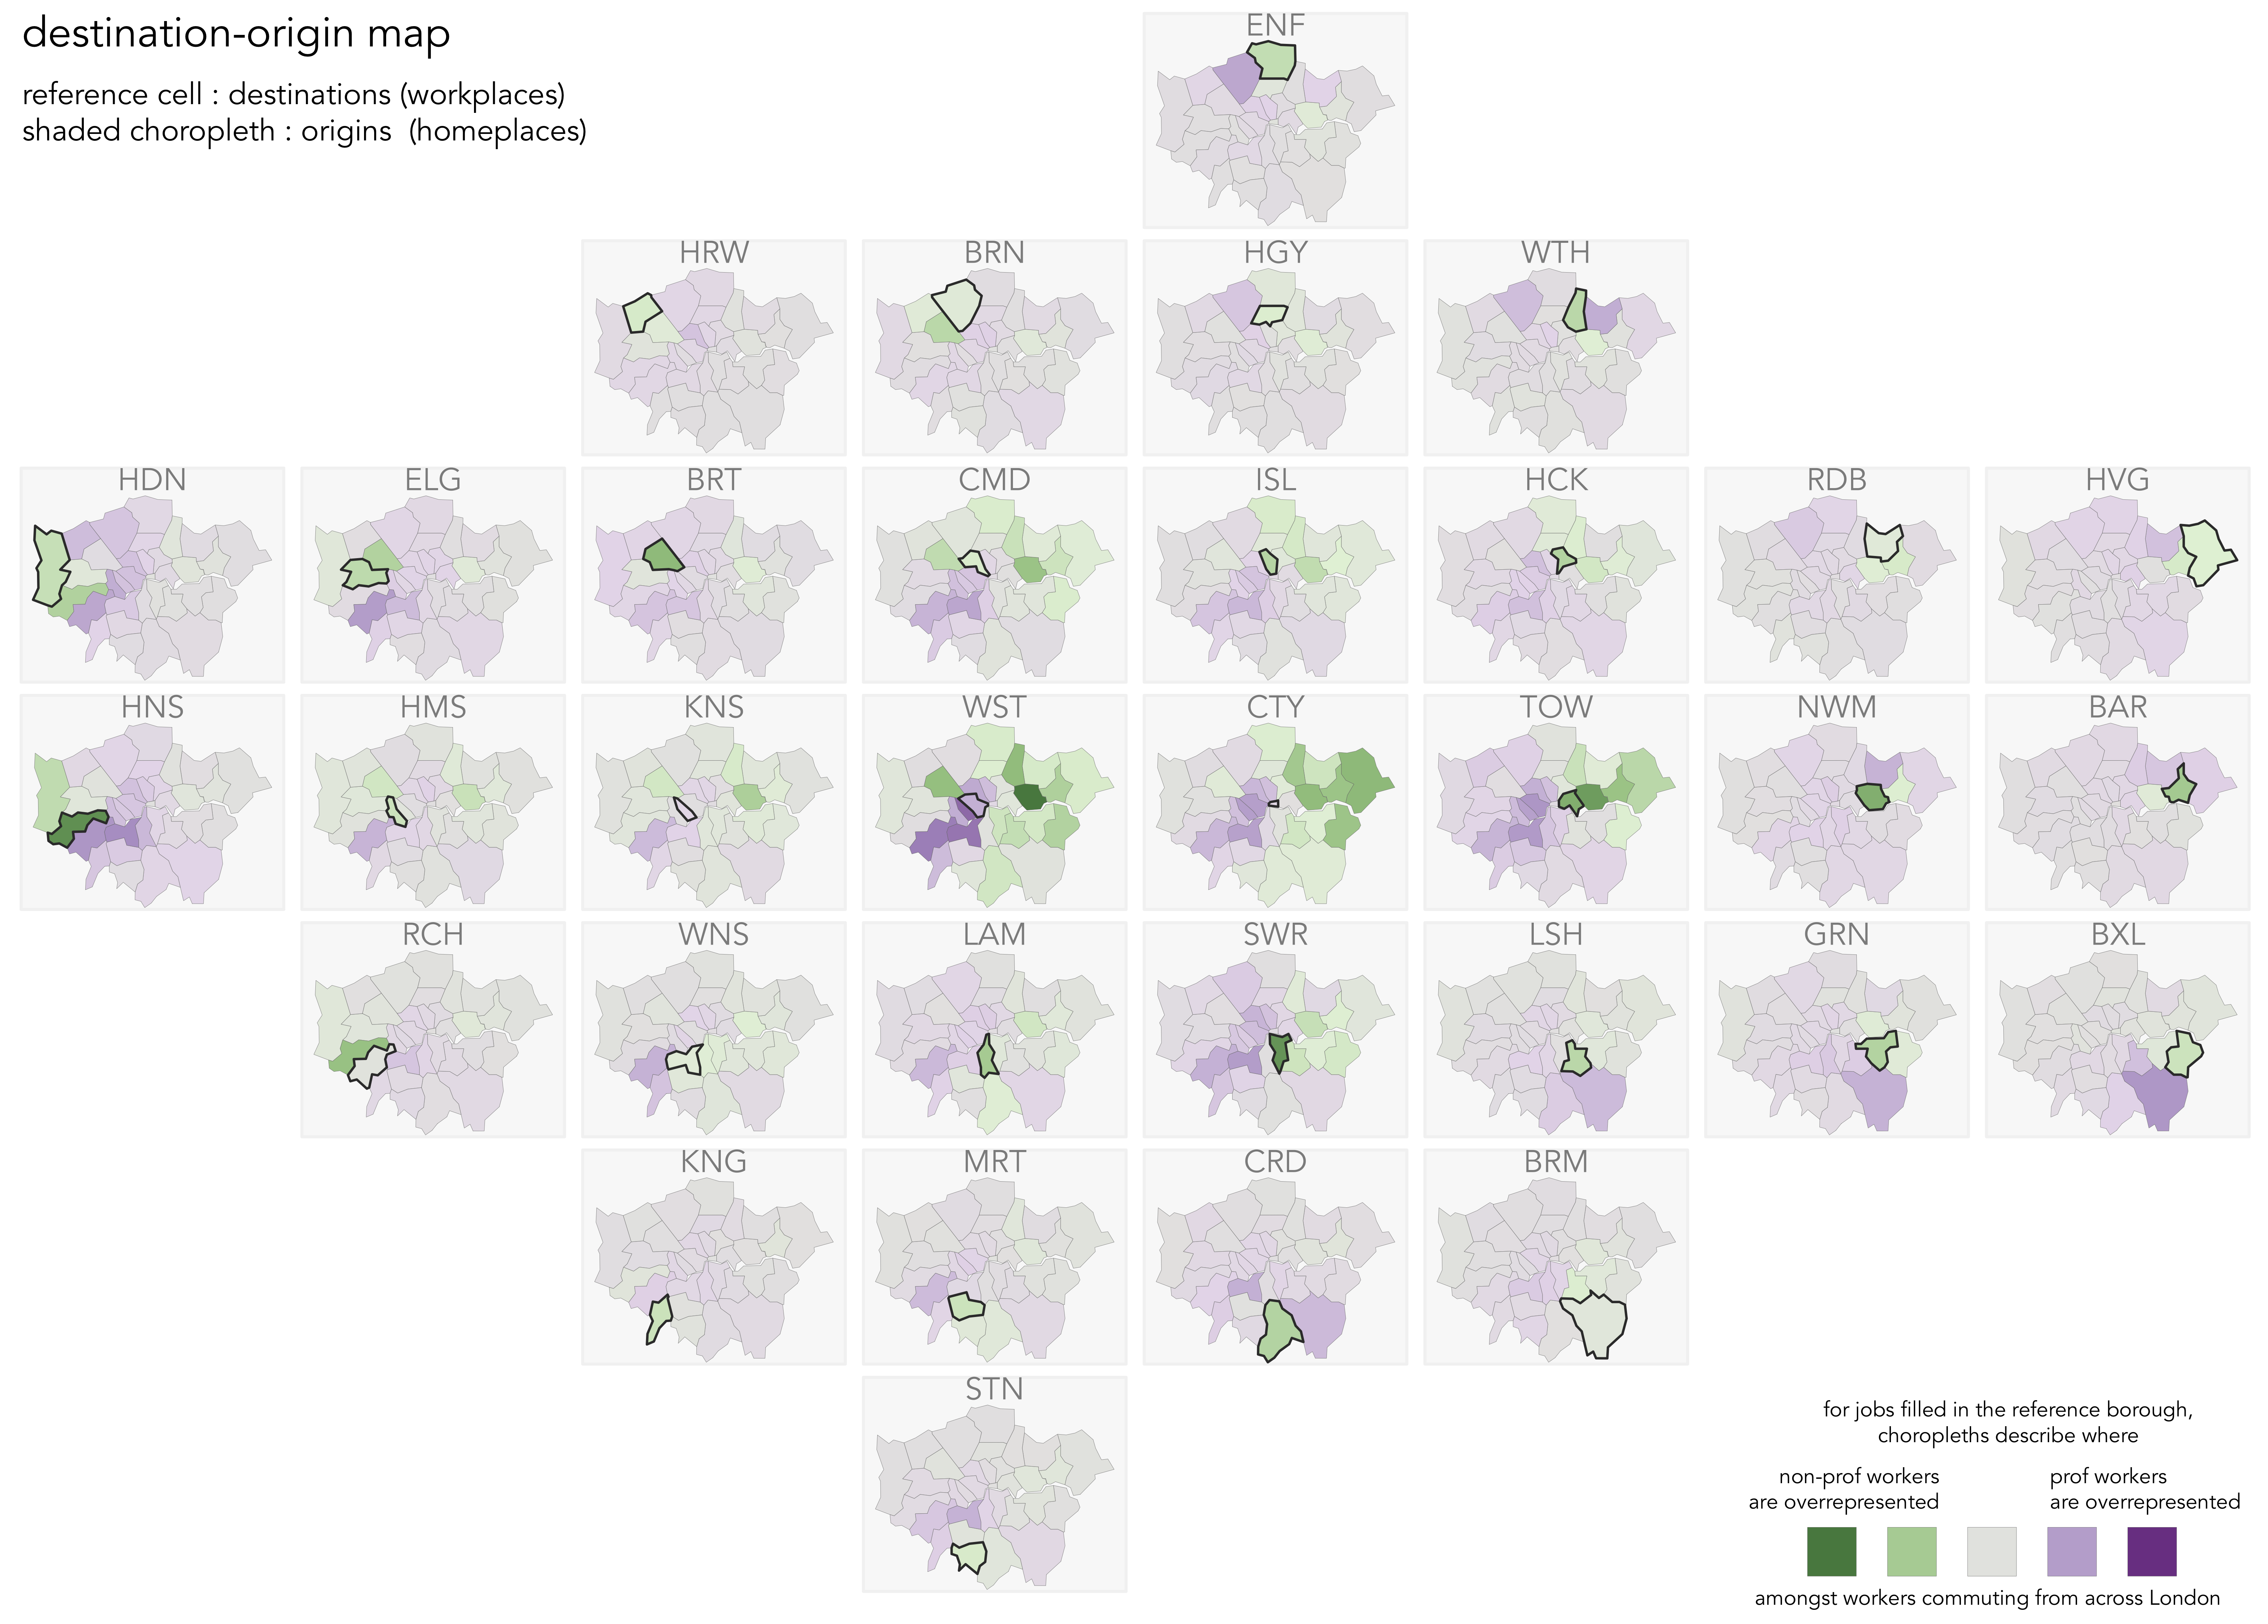 destination-origin map
reference cell : destinations (workplaces)
shaded choropleth : origins (homeplaces)
ENF
HRW BRN HGY WTH
HDN ELG BRT CMD ISL HCK RDB HVG
HNS HMS KNS WST CTY TOW NWM BAR
RCH WNS LAM SWR LSH GRN BXL
KNG MRT CRD BRM
STN
for jobs filled in the reference borough,
choropleths describe where
non-prof workers prof workers
are overrepresented are overrepresented
amongst workers commuting from across London